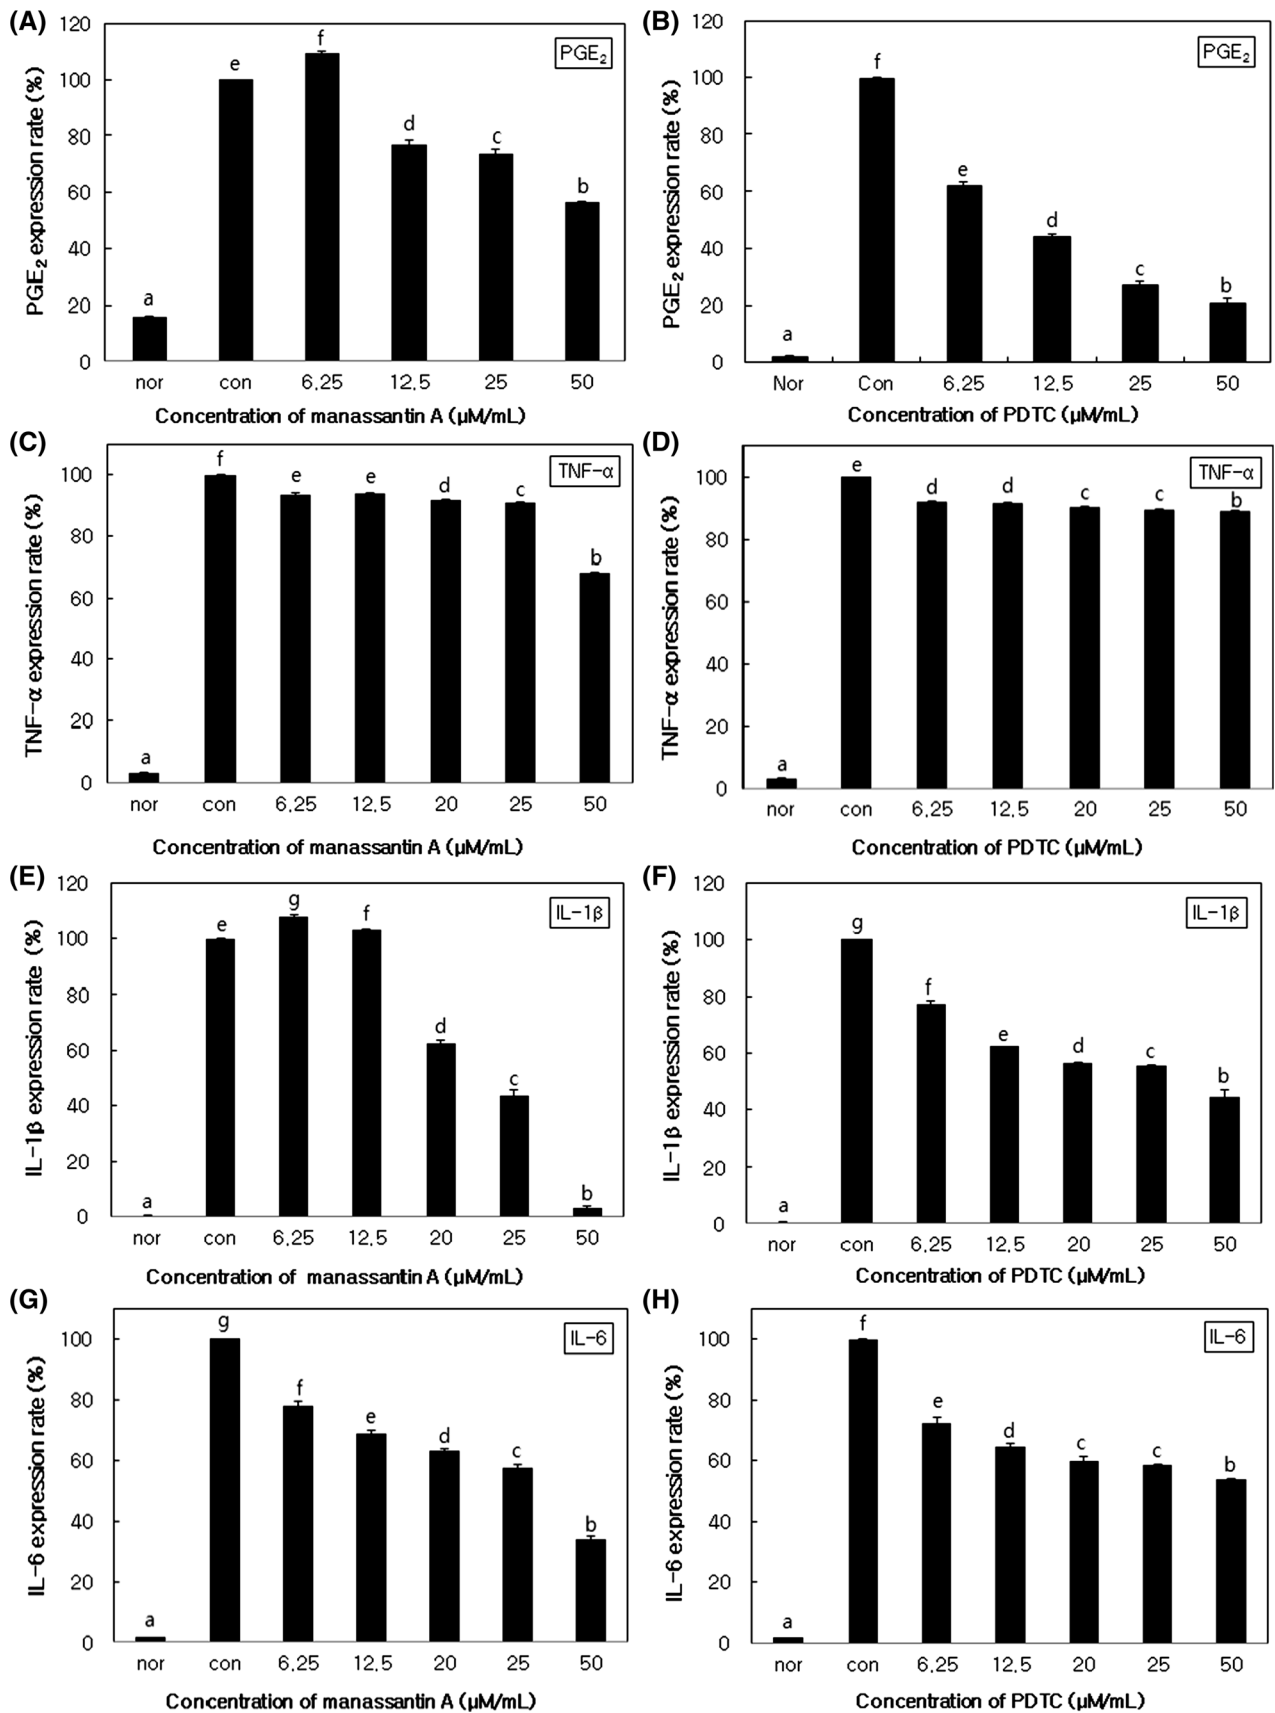 (A)
PGE₂ expression rate (%)
120
100
80
60
40
20
0
PGE₂
a
e
f
d
c
b
nor con 6.25 12.5 25 50
Concentration of manassantin A (µM/mL)
(B)
PGE₂ expression rate (%)
120
100
80
60
40
20
0
PGE₂
a
f
e
d
c
b
Nor Con 6.25 12.5 25 50
Concentration of PDTC (µM/mL)
(C)
TNF-α expression rate (%)
100
80
60
40
20
0
TNF-α
a
f
e
e
d
c
b
nor con 6.25 12.5 20 25 50
Concentration of manassantin A (µM/mL)
(D)
TNF-α expression rate (%)
100
80
60
40
20
0
TNF-α
a
e
d
d
c
c
b
nor con 6.25 12.5 20 25 50
Concentration of PDTC (µM/mL)
(E)
IL-1β expression rate (%)
120
100
80
60
40
20
0
IL-1β
a
e
g
f
d
c
b
nor con 6.25 12.5 20 25 50
Concentration of manassantin A (µM/mL)
(F)
IL-1β expression rate (%)
120
100
80
60
40
20
0
IL-1β
a
g
f
e
d
c
b
nor con 6.25 12.5 20 25 50
Concentration of PDTC (µM/mL)
(G)
IL-6 expression rate (%)
100
80
60
40
20
0
IL-6
a
g
f
e
d
c
b
nor con 6.25 12.5 20 25 50
Concentration of manassantin A (µM/mL)
(H)
IL-6 expression rate (%)
100
80
60
40
20
0
IL-6
a
f
e
d
c
c
b
nor con 6.25 12.5 20 25 50
Concentration of PDTC (µM/mL)